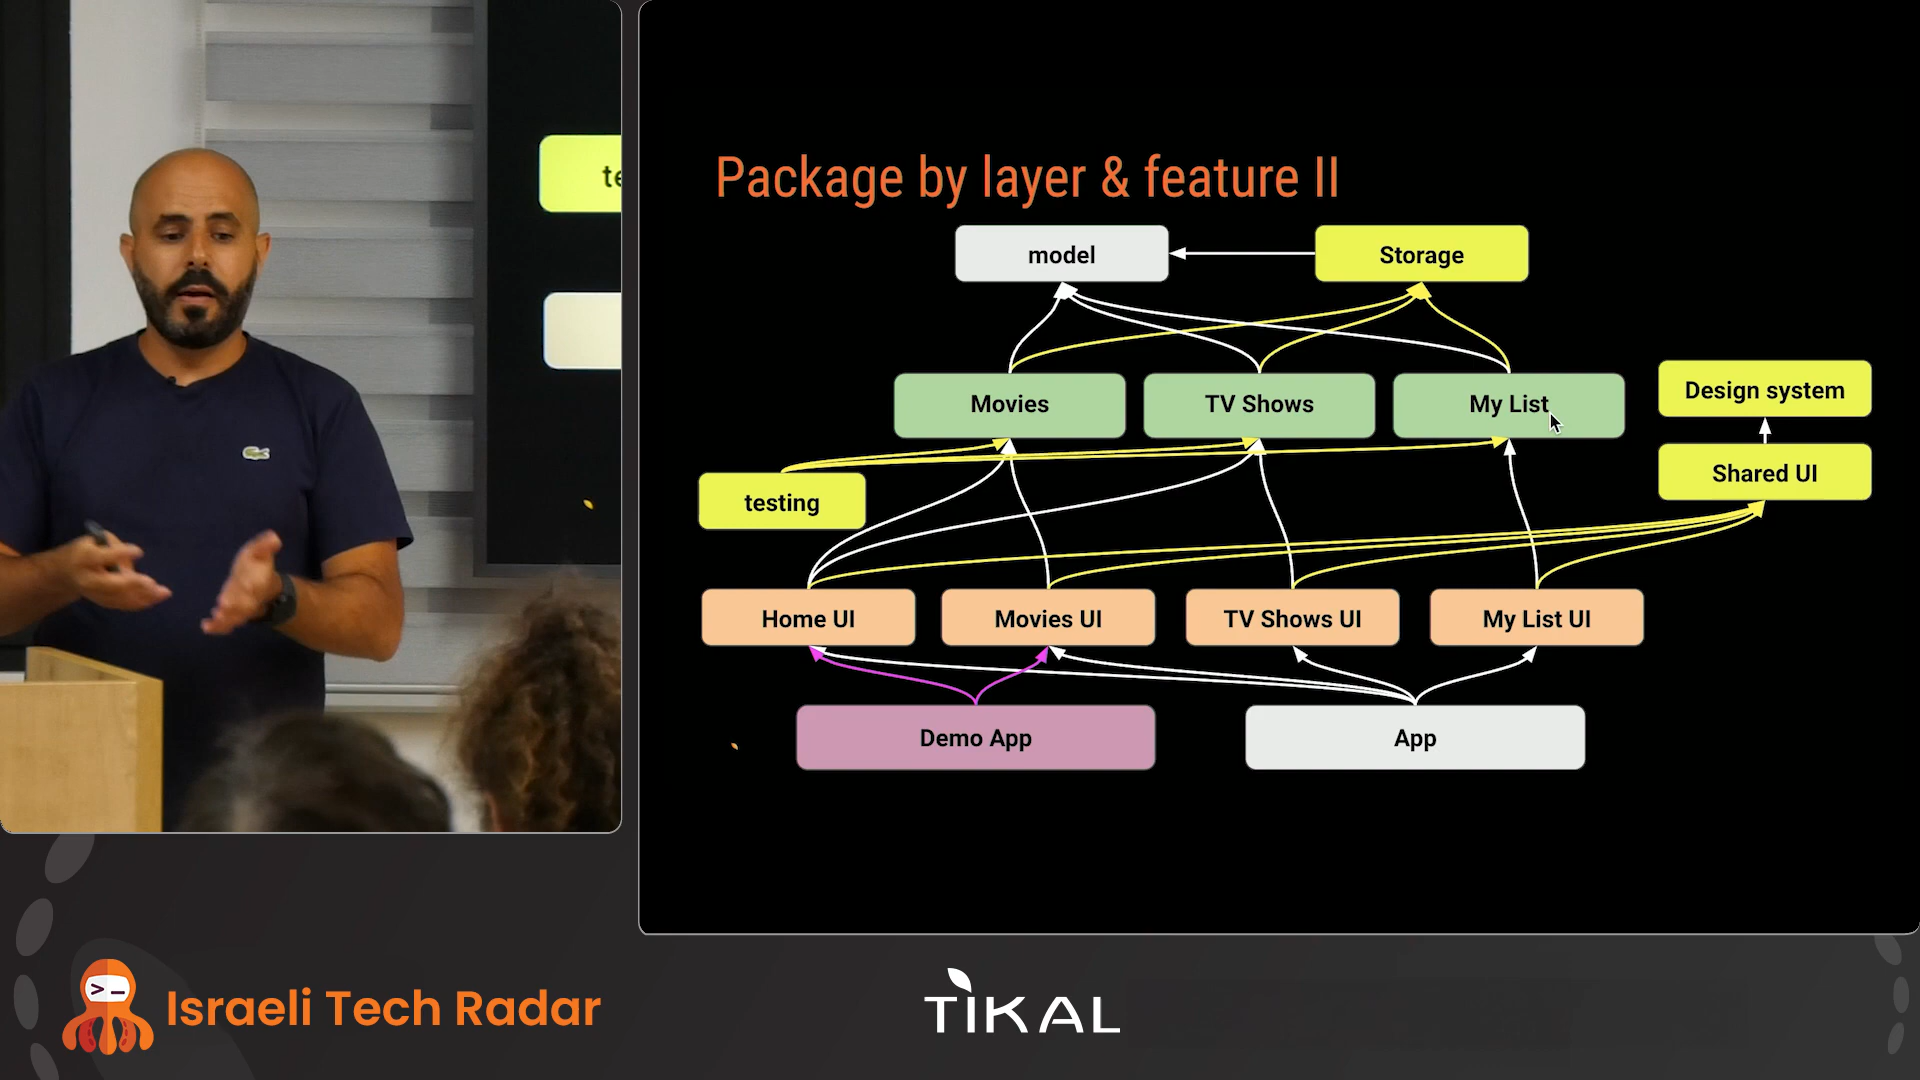 te
Package by layer & feature II
model
Storage
Movies
TV Shows
My List
Design system
Shared UI
testing
Home UI
Movies UI
TV Shows UI
My List UI
Demo App
App
Israeli Tech Radar
TIKAL